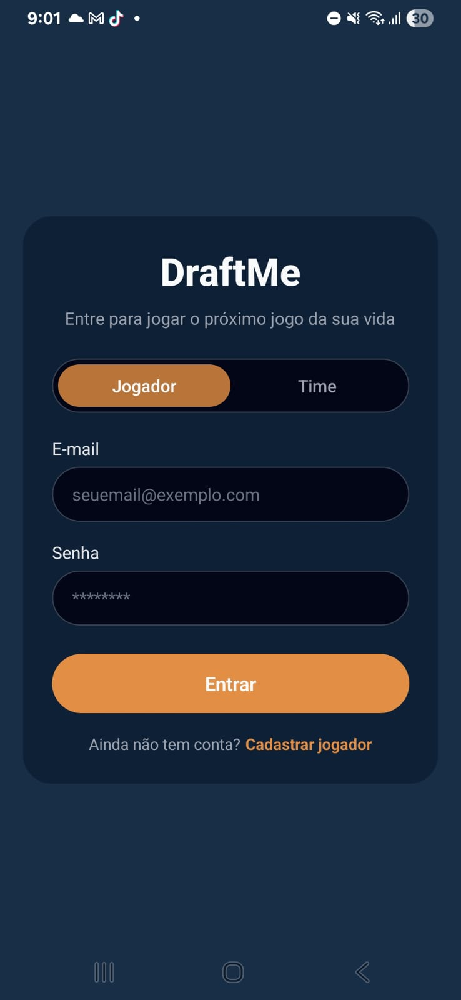 9:01
30
DraftMe
Entre para jogar o próximo jogo da sua vida
Jogador Time
E-mail
seuemail@exemplo.com
Senha
********
Entrar
Ainda não tem conta? Cadastrar jogador